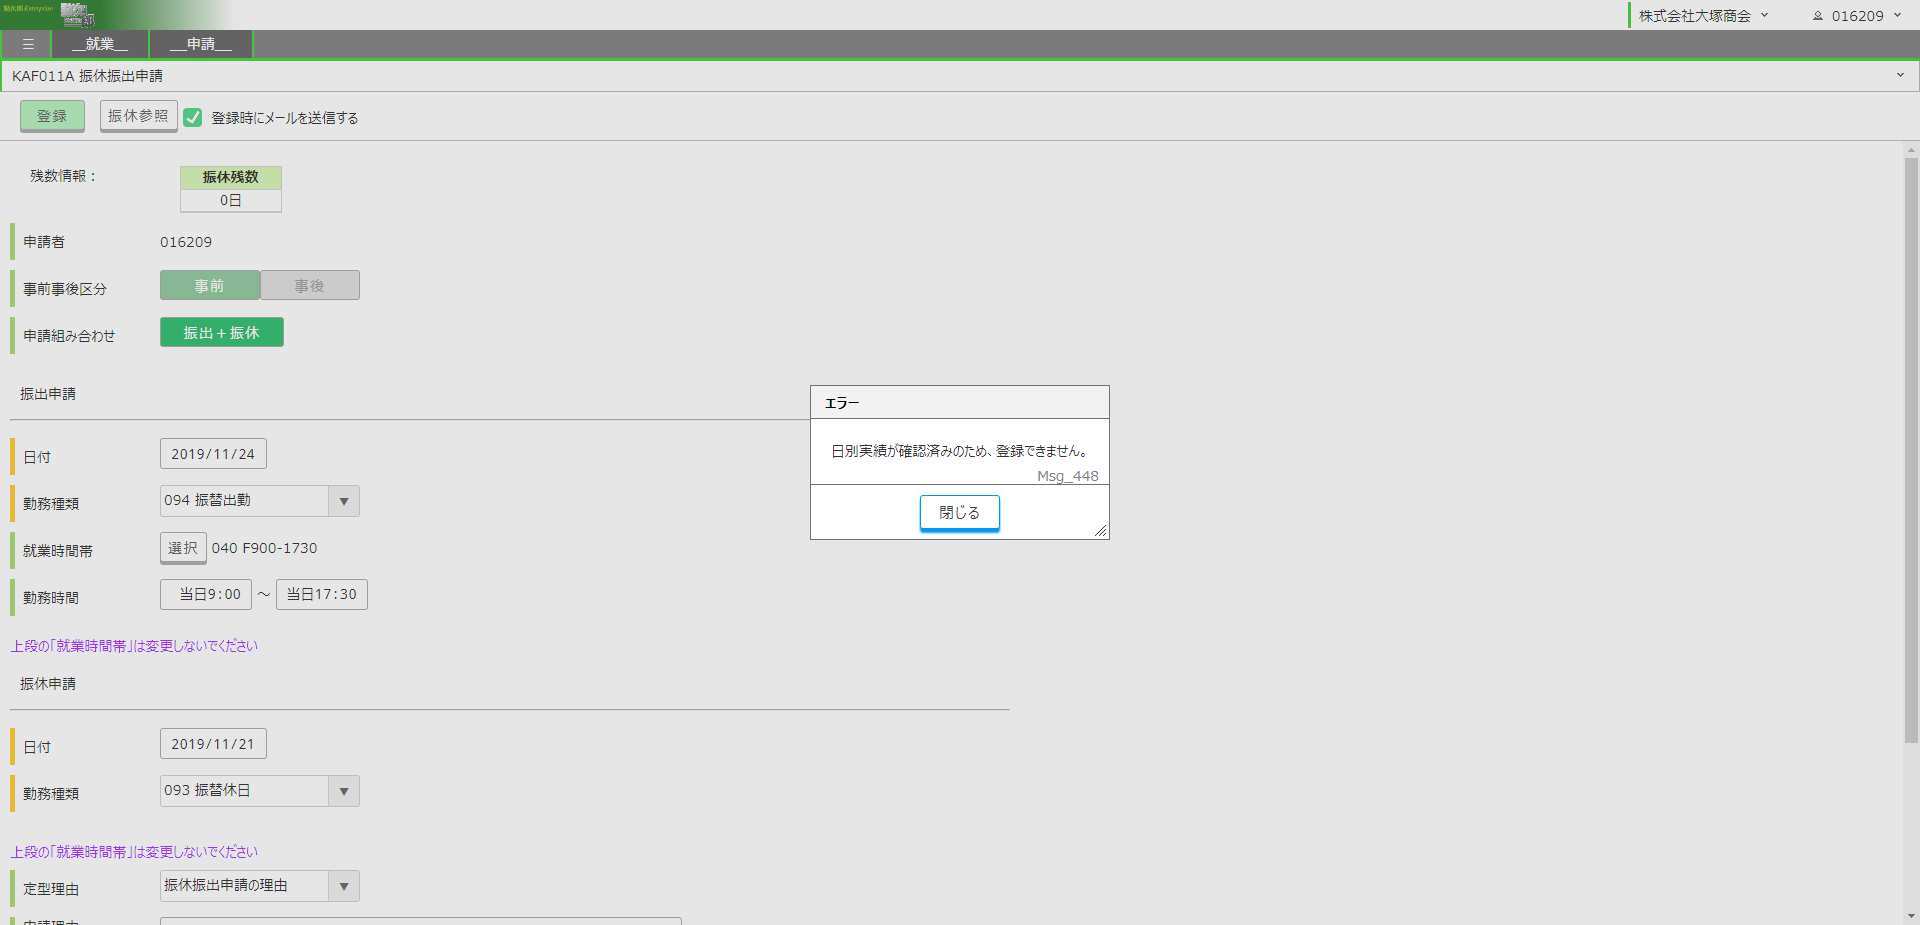 勤次郎 Enterprise
株式会社大塚商会
016209
☰
__就業__
__申請__
KAF011A 振休振出申請
登録
振休参照
登録時にメールを送信する
残数情報：
振休残数
0日
申請者
016209
事前事後区分
事前
事後
申請組み合わせ
振出＋振休
振出申請
日付
2019/11/24
勤務種類
094 振替出勤
▼
就業時間帯
選択
040 F900-1730
勤務時間
当日9:00
～
当日17:30
上段の「就業時間帯」は変更しないでください
振休申請
日付
2019/11/21
勤務種類
093 振替休日
▼
上段の「就業時間帯」は変更しないでください
定型理由
振休振出申請の理由
▼
申請理由
エラー
日別実績が確認済みのため、登録できません。
Msg_448
閉じる